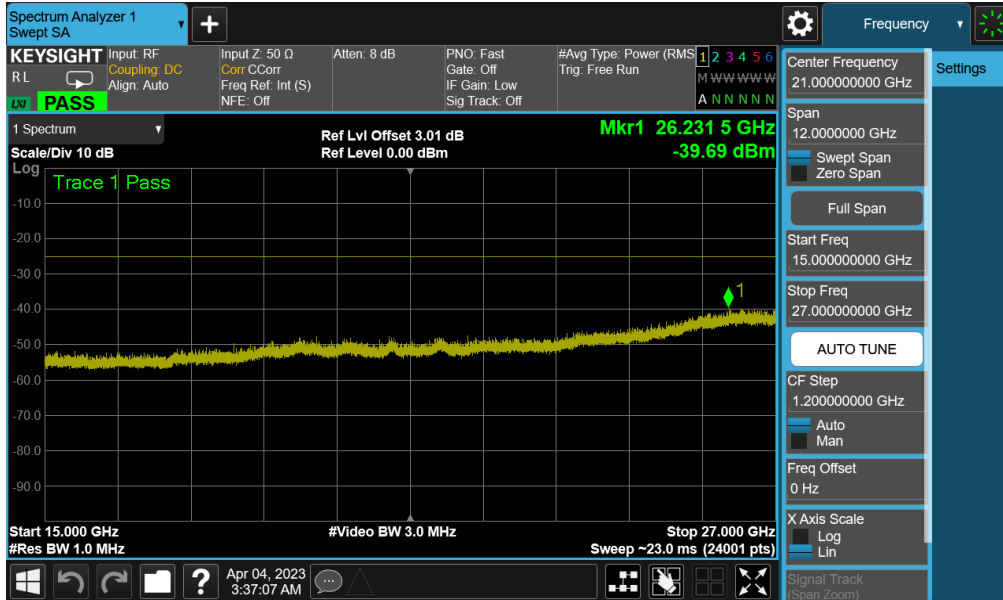 Spectrum Analyzer 1
Swept SA
+
Frequency
KEYSIGHT
RL
LXI PASS
Input: RF
Coupling: DC
Align: Auto
Input Z: 50 Ω
Corr CCorr
Freq Ref: Int (S)
NFE: Off
Atten: 8 dB
PNO: Fast
Gate: Off
IF Gain: Low
Sig Track: Off
#Avg Type: Power (RMS
Trig: Free Run
1 2 3 4 5 6
M W W W W W
A N N N N N
1 Spectrum
Scale/Div 10 dB
Ref Lvl Offset 3.01 dB
Ref Level 0.00 dBm
Mkr1 26.231 5 GHz
-39.69 dBm
Log
Trace 1 Pass
-10.0
-20.0
-30.0
-40.0
-50.0
-60.0
-70.0
-80.0
-90.0
1
Start 15.000 GHz
#Res BW 1.0 MHz
#Video BW 3.0 MHz
Stop 27.000 GHz
Sweep ~23.0 ms (24001 pts)
Center Frequency
21.000000000 GHz
Span
12.0000000 GHz
Swept Span
Zero Span
Full Span
Start Freq
15.000000000 GHz
Stop Freq
27.000000000 GHz
AUTO TUNE
CF Step
1.200000000 GHz
Auto
Man
Freq Offset
0 Hz
X Axis Scale
Log
Lin
Signal Track
(Span Zoom)
Settings
?
Apr 04, 2023
3:37:07 AM